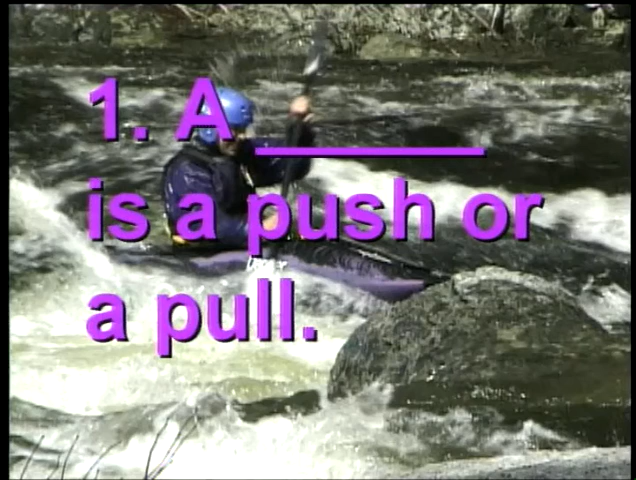 1. A ______
is a push or
a pull.